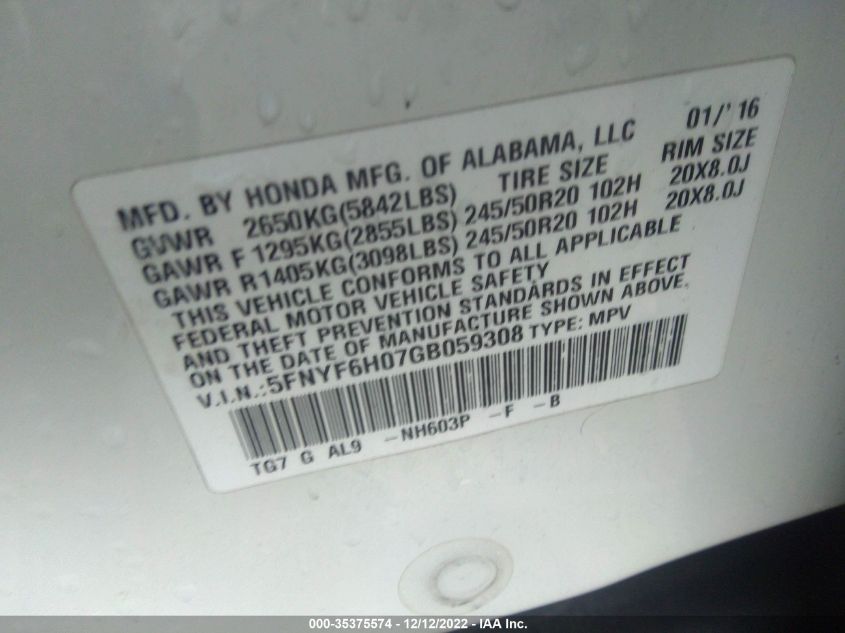 MFD. BY HONDA MFG. OF ALABAMA, LLC 01/'16
GVWR 2650KG(5842LBS) TIRE SIZE RIM SIZE
GAWR F 1295KG(2855LBS) 245/50R20 102H 20X8.0J
GAWR R1405KG(3098LBS) 245/50R20 102H 20X8.0J
THIS VEHICLE CONFORMS TO ALL APPLICABLE
FEDERAL MOTOR VEHICLE SAFETY
AND THEFT PREVENTION STANDARDS IN EFFECT
ON THE DATE OF MANUFACTURE SHOWN ABOVE.
V.I.N.:5FNYF6H07GB059308 TYPE: MPV
TG7 G AL9 -NH603P -F -B
000-35375574 - 12/12/2022 - IAA Inc.